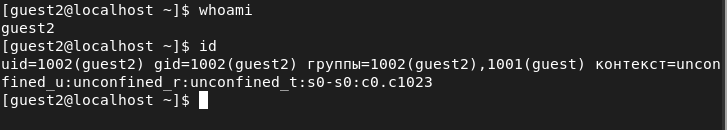 [guest2@localhost ~]$ whoami
guest2
[guest2@localhost ~]$ id
uid=1002(guest2) gid=1002(guest2) группы=1002(guest2),1001(guest) контекст=uncon
fined_u:unconfined_r:unconfined_t:s0-s0:c0.c1023
[guest2@localhost ~]$